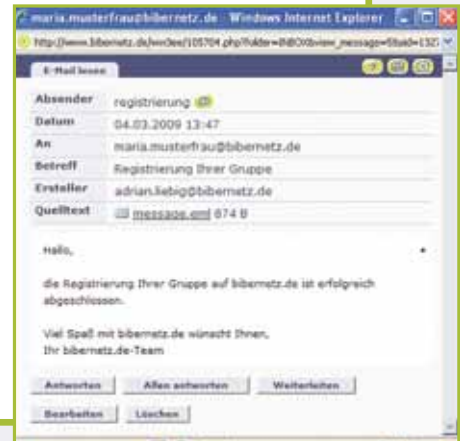 maria.musterfrau@bibernetz.de - Windows Internet Explorer
E-Mail lesen
Absender registrierung
Datum 04.03.2009 13:47
An maria.musterfrau@bibernetz.de
Betreff Registrierung Ihrer Gruppe
Ersteller adrian.liebig@bibernetz.de
Quelltext message.eml 674 B
Hallo,
die Registrierung Ihrer Gruppe auf bibernetz.de ist erfolgreich
abgeschlossen.
Viel Spaß mit bibernetz.de wünscht Ihnen,
Ihr bibernetz.de-Team
Antworten Allen antworten Weiterleiten
Bearbeiten Löschen